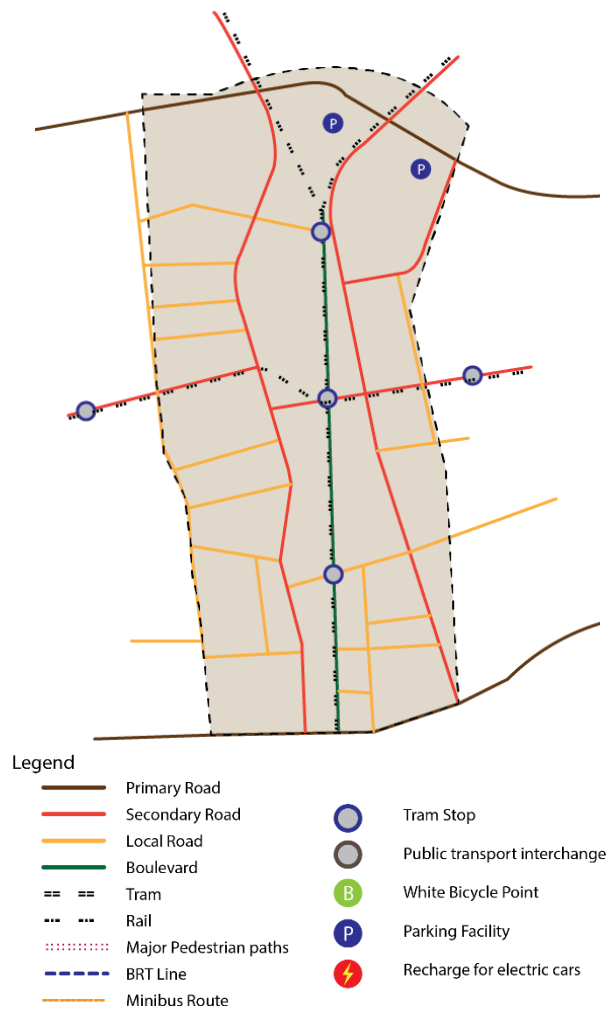 P
P
Legend
Primary Road
Secondary Road
Local Road
Boulevard
Tram
Rail
Major Pedestrian paths
BRT Line
Minibus Route
Tram Stop
Public transport interchange
B White Bicycle Point
P Parking Facility
Recharge for electric cars